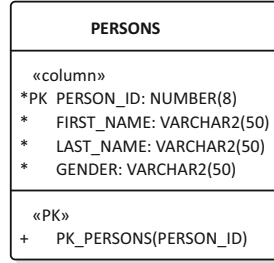 PERSONS
«column»
*PK PERSON_ID: NUMBER(8)
* FIRST_NAME: VARCHAR2(50)
* LAST_NAME: VARCHAR2(50)
* GENDER: VARCHAR2(50)
«PK»
+ PK_PERSONS(PERSON_ID)